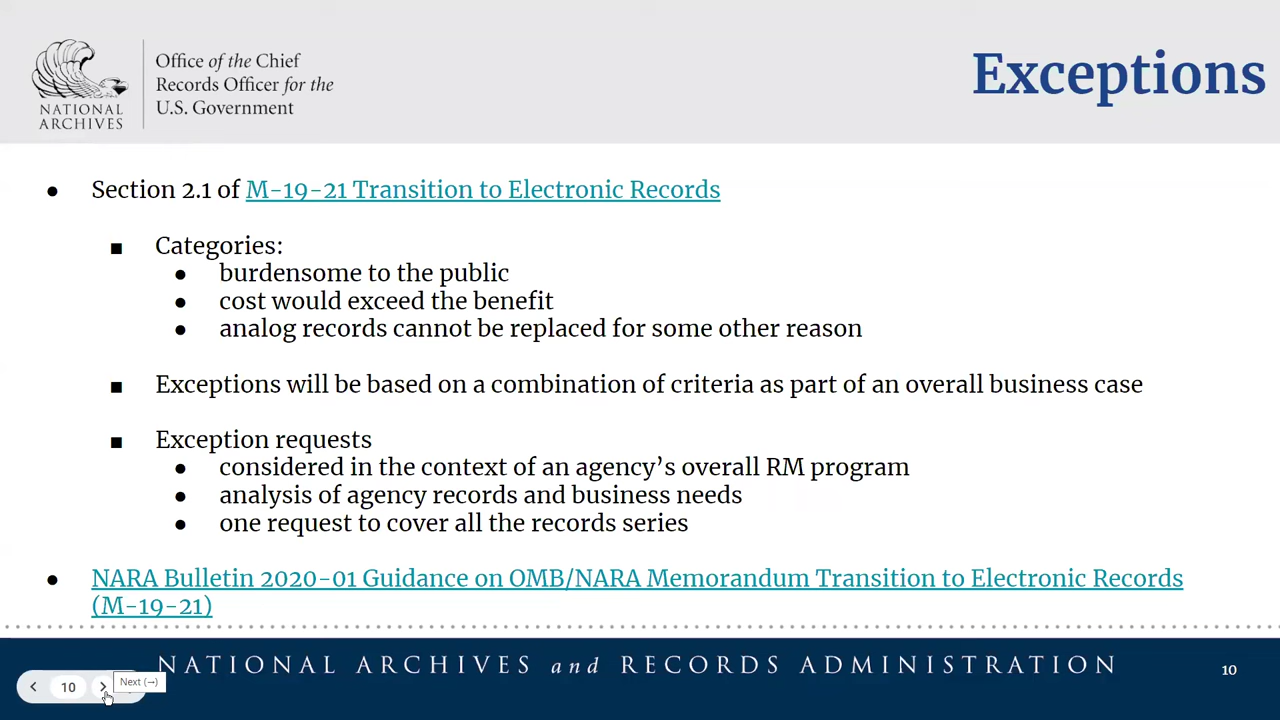 Office of the Chief
Records Officer for the
U.S. Government
NATIONAL
ARCHIVES
Exceptions
● Section 2.1 of M-19-21 Transition to Electronic Records
■ Categories:
● burdensome to the public
● cost would exceed the benefit
● analog records cannot be replaced for some other reason
■ Exceptions will be based on a combination of criteria as part of an overall business case
■ Exception requests
● considered in the context of an agency’s overall RM program
● analysis of agency records and business needs
● one request to cover all the records series
● NARA Bulletin 2020-01 Guidance on OMB/NARA Memorandum Transition to Electronic Records
(M-19-21)
NATIONAL ARCHIVES and RECORDS ADMINISTRATION
10
10
Next (→)